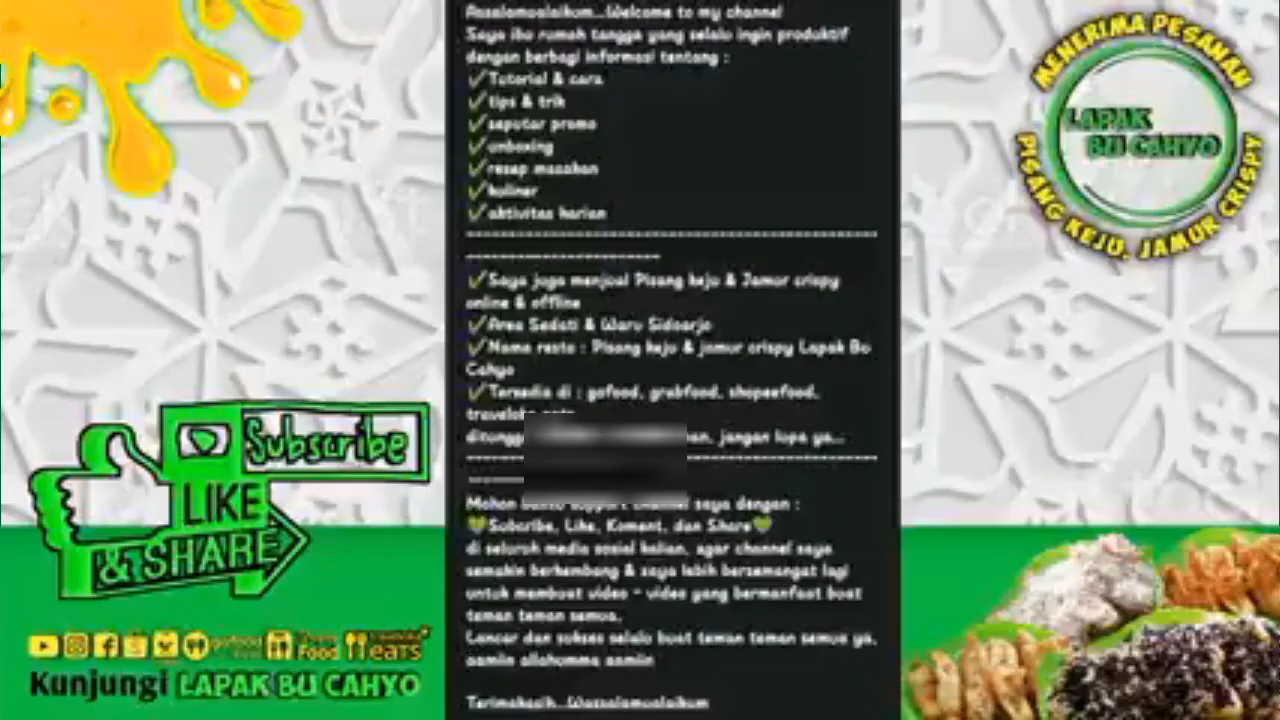 Assalamualaikum...Welcome to my channel
Saya ibu rumah tangga yang selalu ingin produktif
dengan berbagi informasi tentang :
✓Tutorial & cara
✓tips & trik
✓seputar promo
✓unboxing
✓resep masakan
✓kuliner
✓aktivitas harian
--------------------------------------------------
-----------------------
✓Saya juga menjual Pisang keju & Jamur crispy
online & offline
✓Area Sedati & Waru Sidoarjo
✓Nama resto : Pisang keju & jamur crispy Lapak Bu
Cahyo
✓Tersedia di : gofood, grabfood, shopeefood,
jangan lupa ya...
--------------------------------------------------
Mohon support channel saya dengan :
💚Subcribe, Like, Koment, dan Share💚
di seluruh media sosial kalian, agar channel saya
semakin berkembang & saya lebih bersemangat lagi
untuk membuat video - video yang bermanfaat buat
teman teman semua.
Lancar dan sukses selalu buat teman teman semua ya.
aamiin allahumma aamiin
Terimakasih...Wassalamualaikum
MENERIMA PESANAN
LAPAK
BU CAHYO
PISANG KEJU, JAMUR CRISPY
Subscribe
LIKE
& SHARE
gofood
Food
EATS
Kunjungi LAPAK BU CAHYO